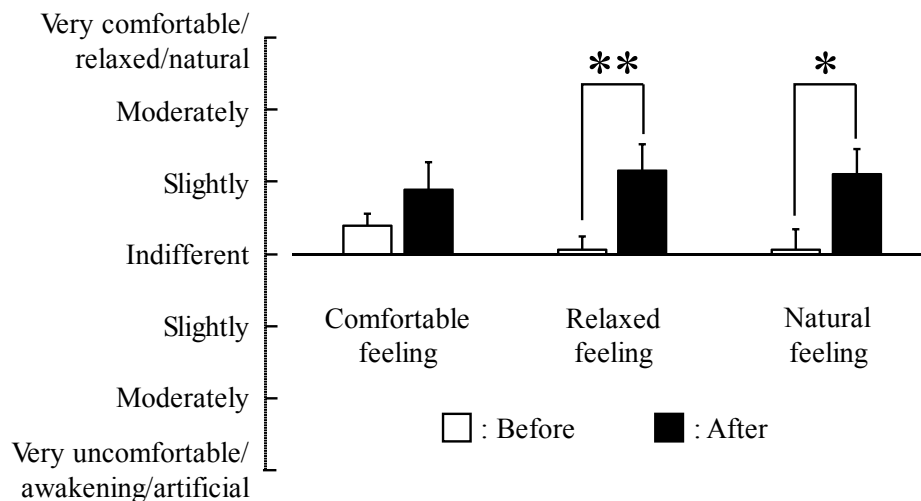 Very comfortable/
relaxed/natural
Moderately
Slightly
Indifferent
Slightly
Moderately
Very uncomfortable/
awakening/artificial
**
*
Comfortable
feeling
Relaxed
feeling
Natural
feeling
: Before
: After